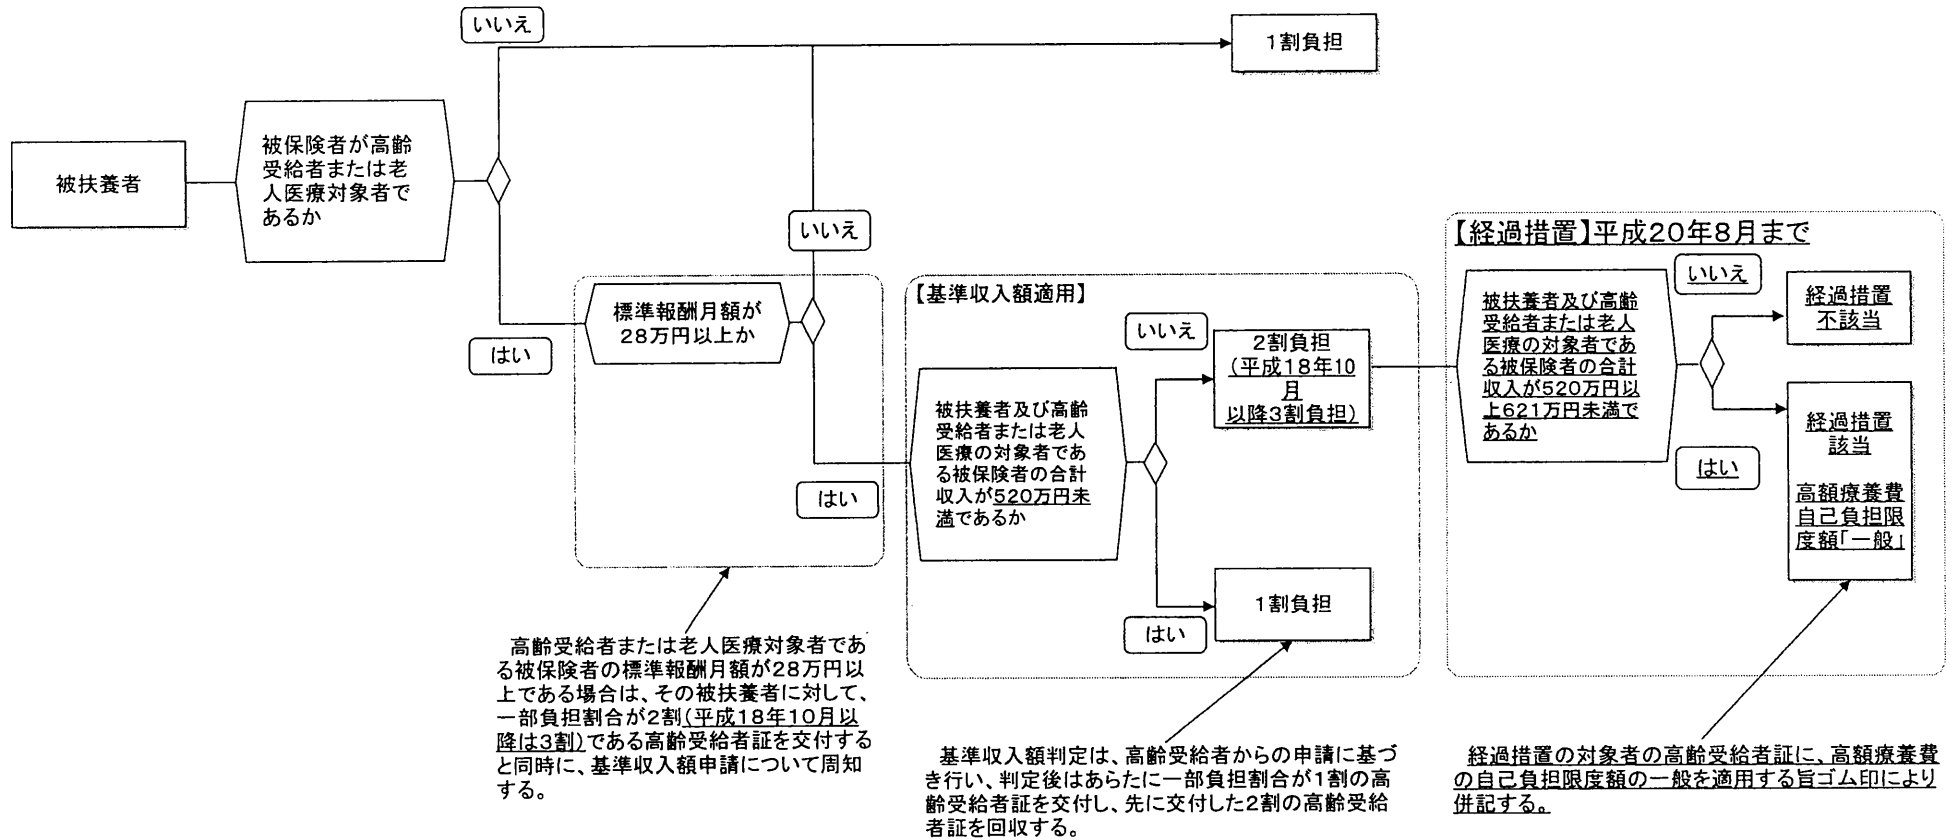 いいえ
1割負担
被扶養者
被保険者が高齢
受給者または老
人医療対象者で
あるか
はい
いいえ
標準報酬月額が
28万円以上か
はい
【基準収入額適用】
被扶養者及び高齢
受給者または老人
医療の対象者であ
る被保険者の合計
収入が520万円未
満であるか
いいえ
2割負担
(平成18年10
月
以降3割負担)
はい
1割負担
【経過措置】平成20年8月まで
被扶養者及び高齢
受給者または老人
医療の対象者であ
る被保険者の合計
収入が520万円以
上621万円未満で
あるか
いいえ
経過措置
不該当
はい
経過措置
該当
高額療養費
自己負担限
度額「一般」
高齢受給者または老人医療対象者であ
る被保険者の標準報酬月額が28万円以
上である場合は、その被扶養者に対して、
一部負担割合が2割(平成18年10月以
降は3割)である高齢受給者証を交付する
と同時に、基準収入額申請について周知
する。
基準収入額判定は、高齢受給者からの申請に基づ
き行い、判定後はあらたに一部負担割合が1割の高
齢受給者証を交付し、先に交付した2割の高齢受給
者証を回収する。
経過措置の対象者の高齢受給者証に、高額療養費
の自己負担限度額の一般を適用する旨ゴム印により
併記する。